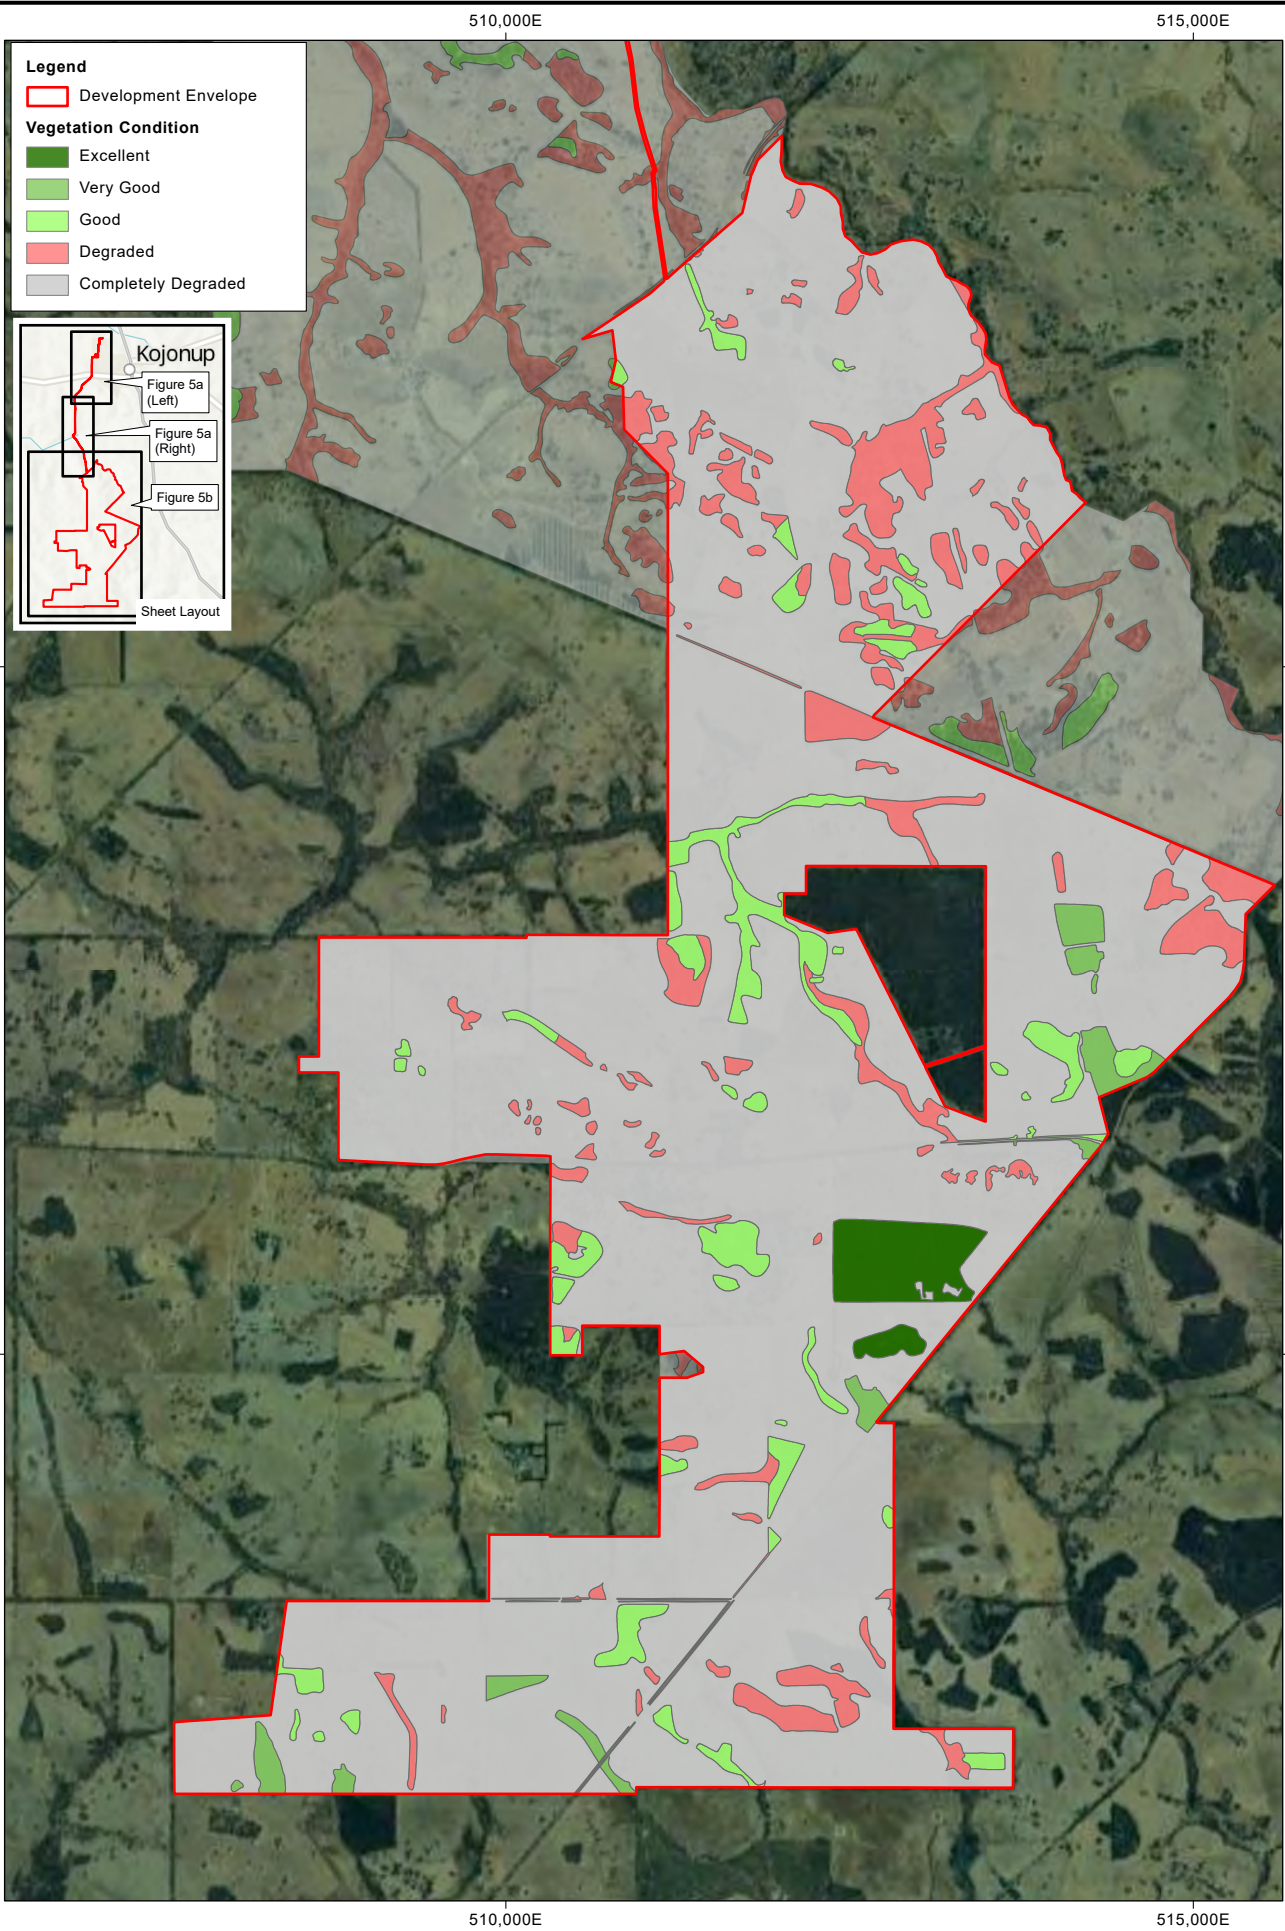 510,000E
515,000E
Legend
Development Envelope
Vegetation Condition
Excellent
Very Good
Good
Degraded
Completely Degraded
Kojonup
Figure 5a
(Left)
Figure 5a
(Right)
Figure 5b
Sheet Layout
510,000E
515,000E